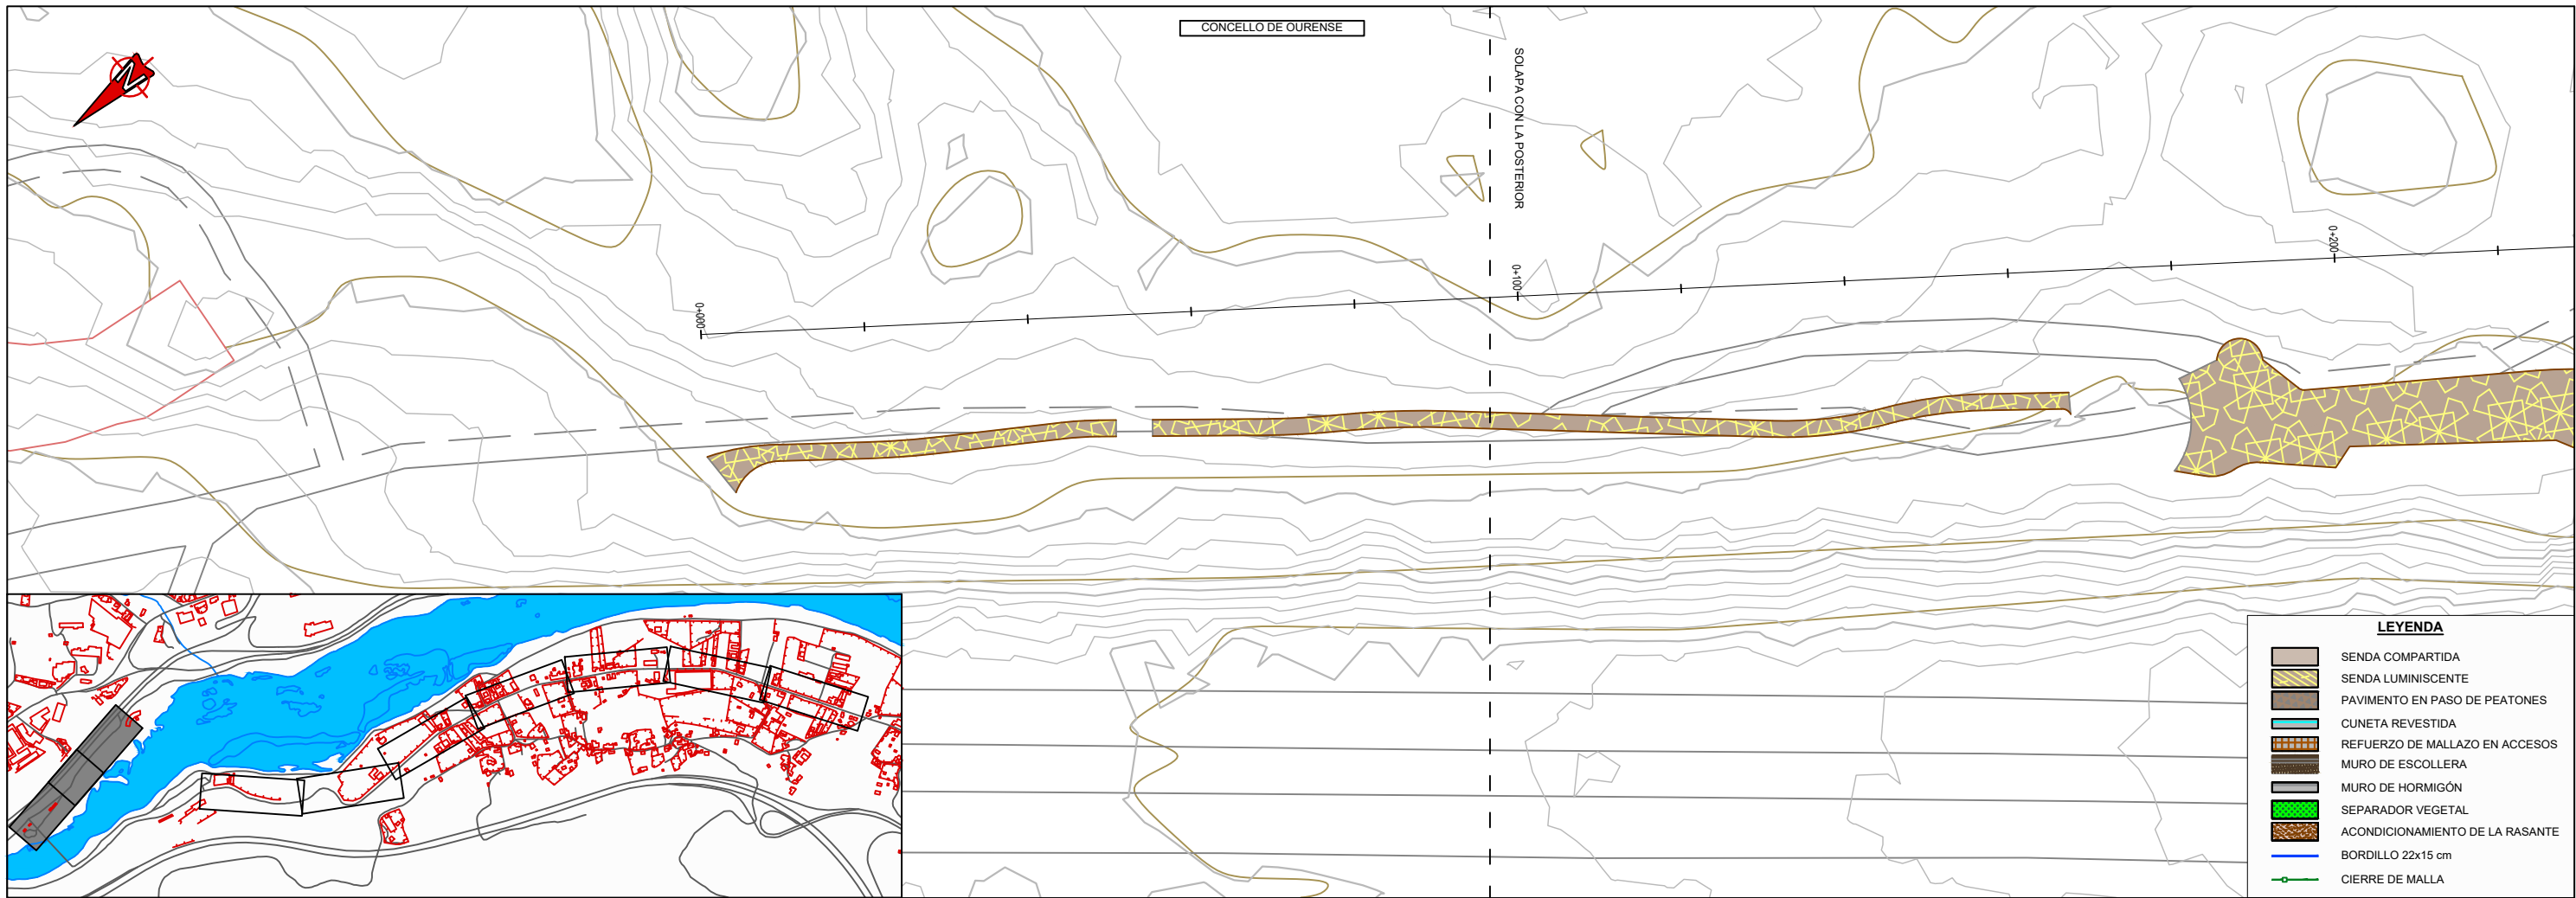 CONCELLO DE OURENSE
N
SOLAPA CON LA POSTERIOR
0+000
0+100
0+200
LEYENDA
SENDA COMPARTIDA
SENDA LUMINISCENTE
PAVIMENTO EN PASO DE PEATONES
CUNETA REVESTIDA
REFUERZO DE MALLAZO EN ACCESOS
MURO DE ESCOLLERA
MURO DE HORMIGÓN
SEPARADOR VEGETAL
ACONDICIONAMIENTO DE LA RASANTE
BORDILLO 22x15 cm
CIERRE DE MALLA